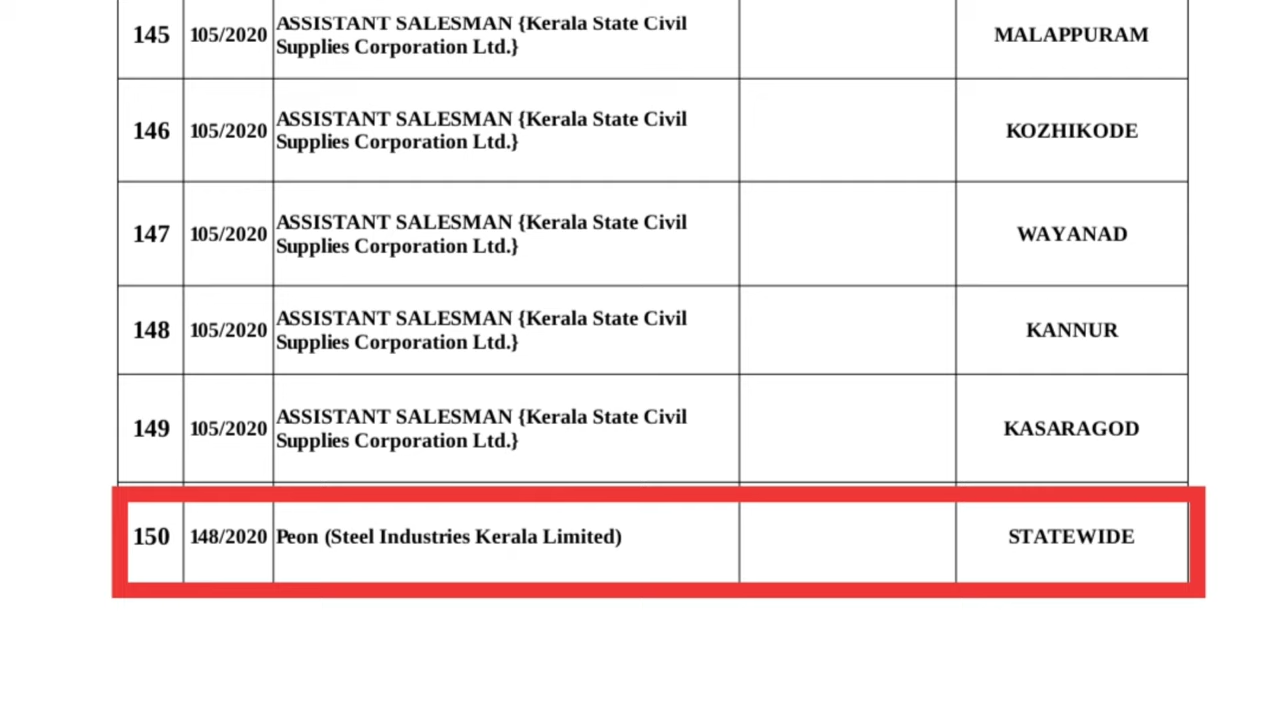 145 105/2020 ASSISTANT SALESMAN {Kerala State Civil
Supplies Corporation Ltd.} MALAPPURAM
146 105/2020 ASSISTANT SALESMAN {Kerala State Civil
Supplies Corporation Ltd.} KOZHIKODE
147 105/2020 ASSISTANT SALESMAN {Kerala State Civil
Supplies Corporation Ltd.} WAYANAD
148 105/2020 ASSISTANT SALESMAN {Kerala State Civil
Supplies Corporation Ltd.} KANNUR
149 105/2020 ASSISTANT SALESMAN {Kerala State Civil
Supplies Corporation Ltd.} KASARAGOD
150 148/2020 Peon (Steel Industries Kerala Limited) STATEWIDE